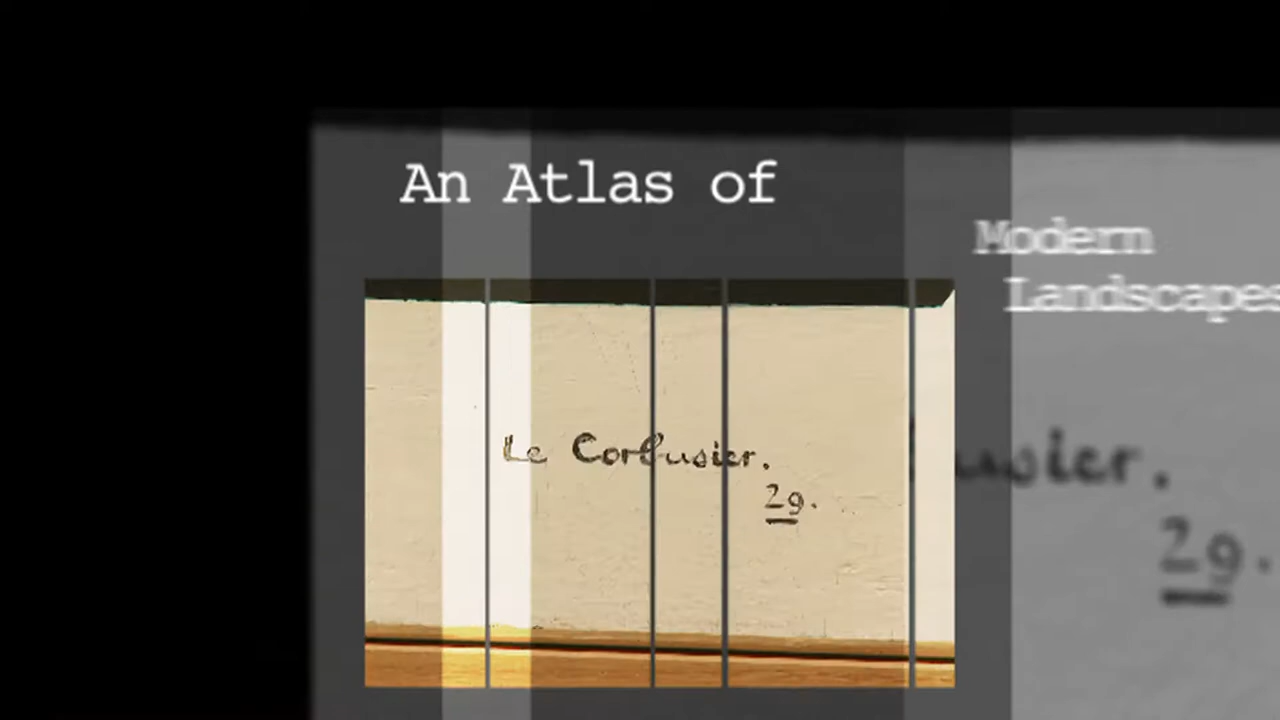 An Atlas of
Modern
Landscapes
Le Corbusier.
29.
usier.
29.